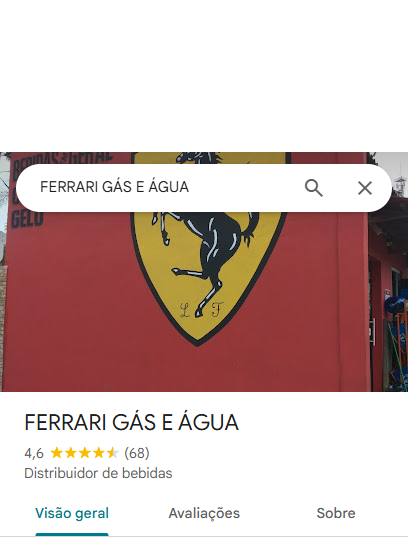 BEBIDAS EM GERAL
GELO
FERRARI GÁS E ÁGUA
L F
FERRARI GÁS E ÁGUA
4,6 (68)
Distribuidor de bebidas
Visão geral Avaliações Sobre